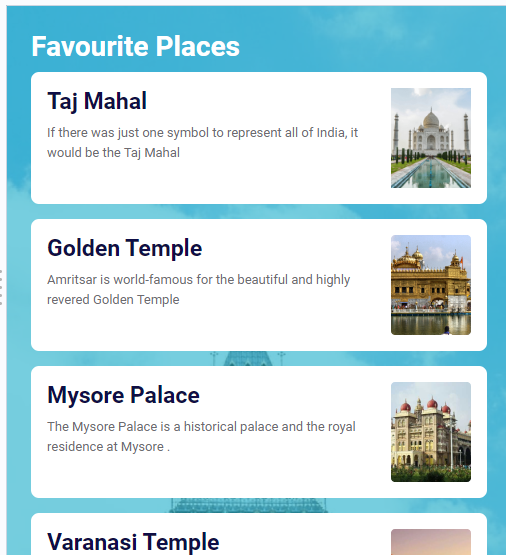 Favourite Places
Taj Mahal
If there was just one symbol to represent all of India, it
would be the Taj Mahal
Golden Temple
Amritsar is world-famous for the beautiful and highly
revered Golden Temple
Mysore Palace
The Mysore Palace is a historical palace and the royal
residence at Mysore .
Varanasi Temple